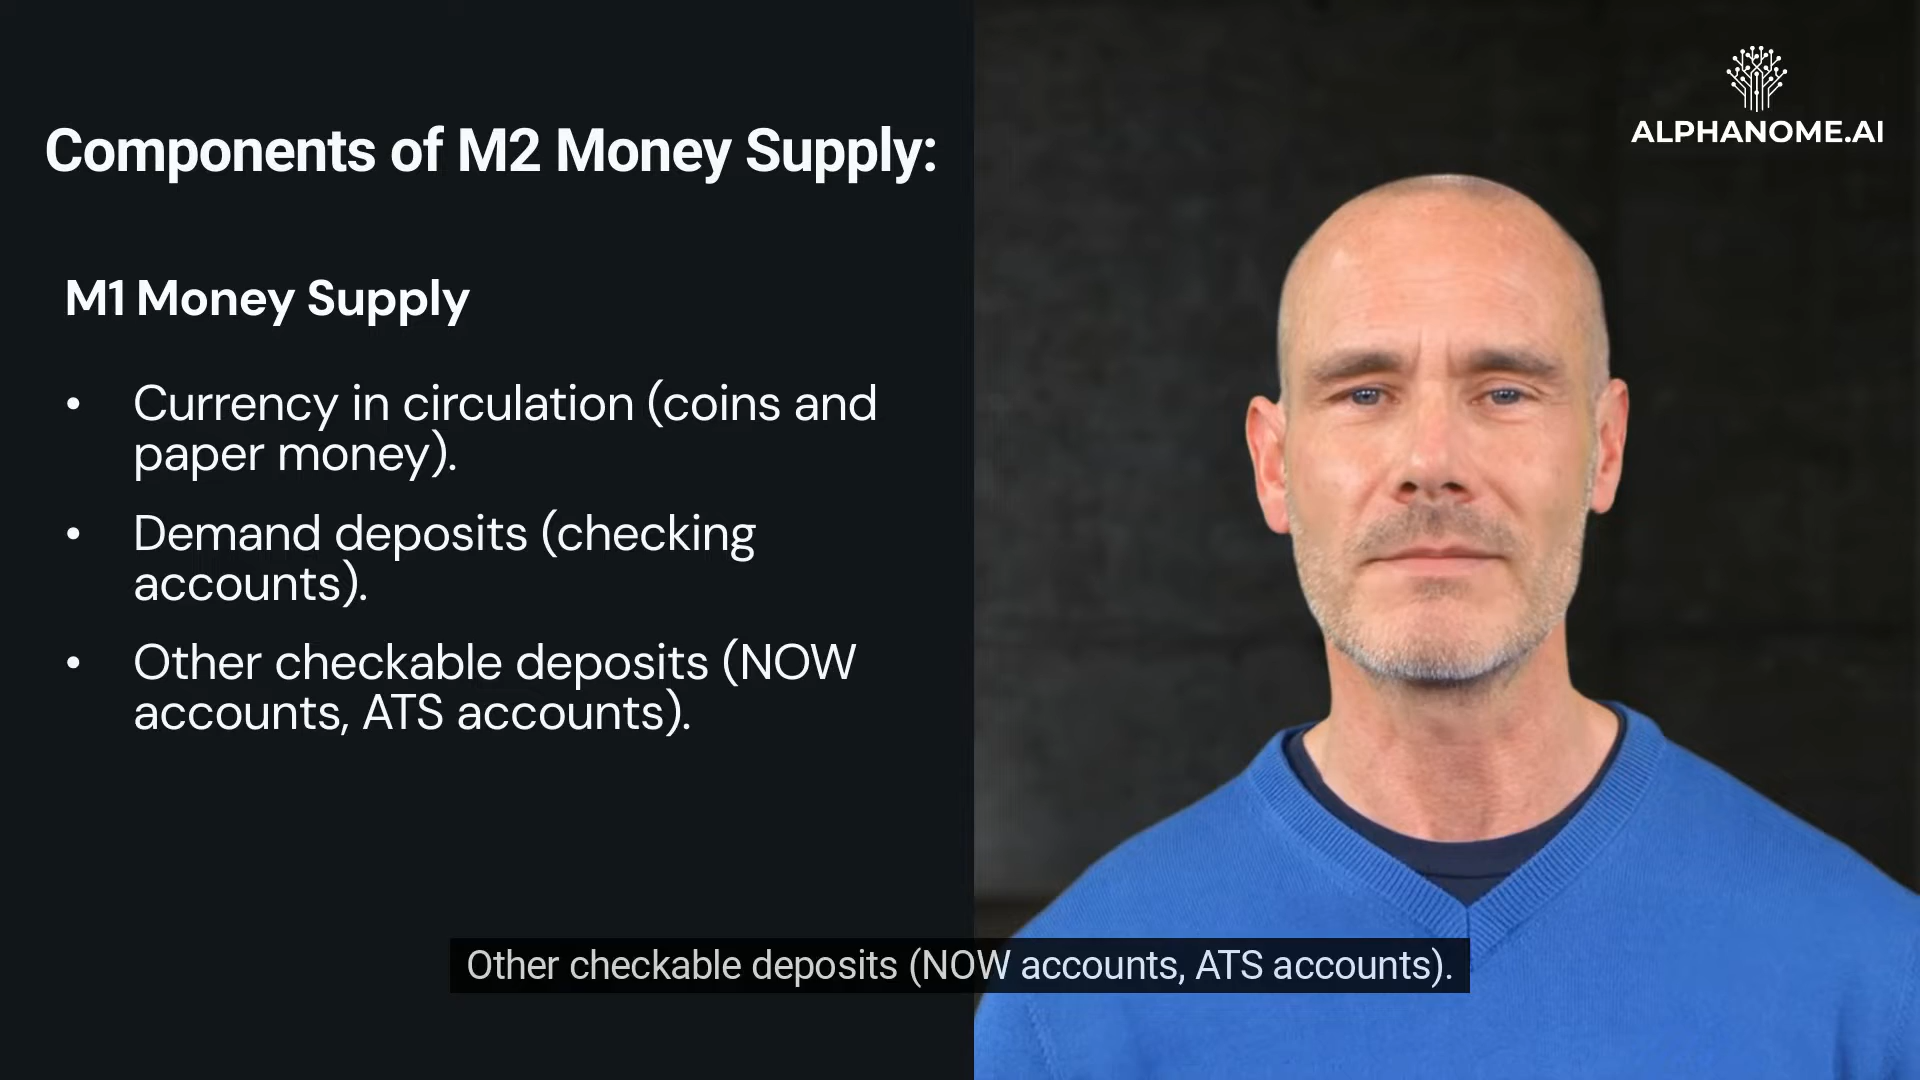 Components of M2 Money Supply:
M1 Money Supply
• Currency in circulation (coins and
paper money).
• Demand deposits (checking
accounts).
• Other checkable deposits (NOW
accounts, ATS accounts).
ALPHANOME.AI
Other checkable deposits (NOW accounts, ATS accounts).